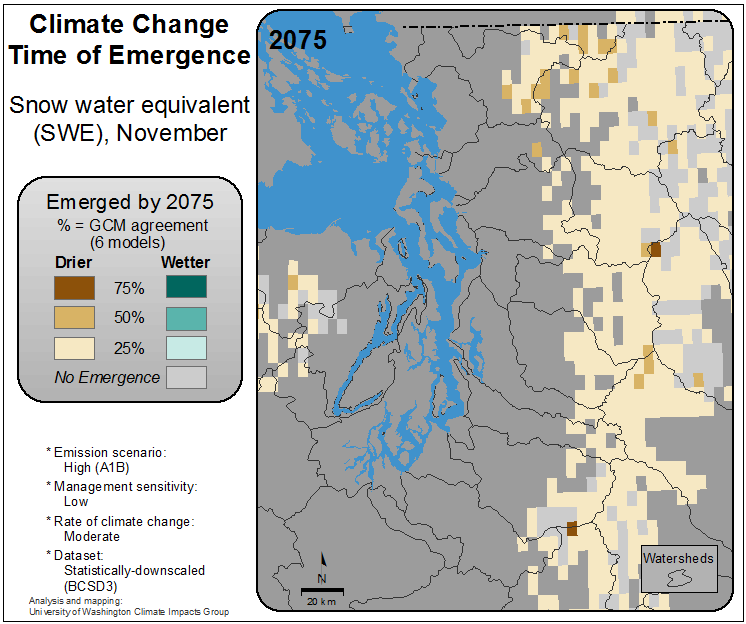 Climate Change
Time of Emergence
Snow water equivalent
(SWE), November
Emerged by 2075
% = GCM agreement
(6 models)
Drier
Wetter
75%
50%
25%
No Emergence
* Emission scenario:
High (A1B)
* Management sensitivity:
Low
* Rate of climate change:
Moderate
* Dataset:
Statistically-downscaled
(BCSD3)
Analysis and mapping:
University of Washington Climate Impacts Group
2075
N
20 km
Watersheds